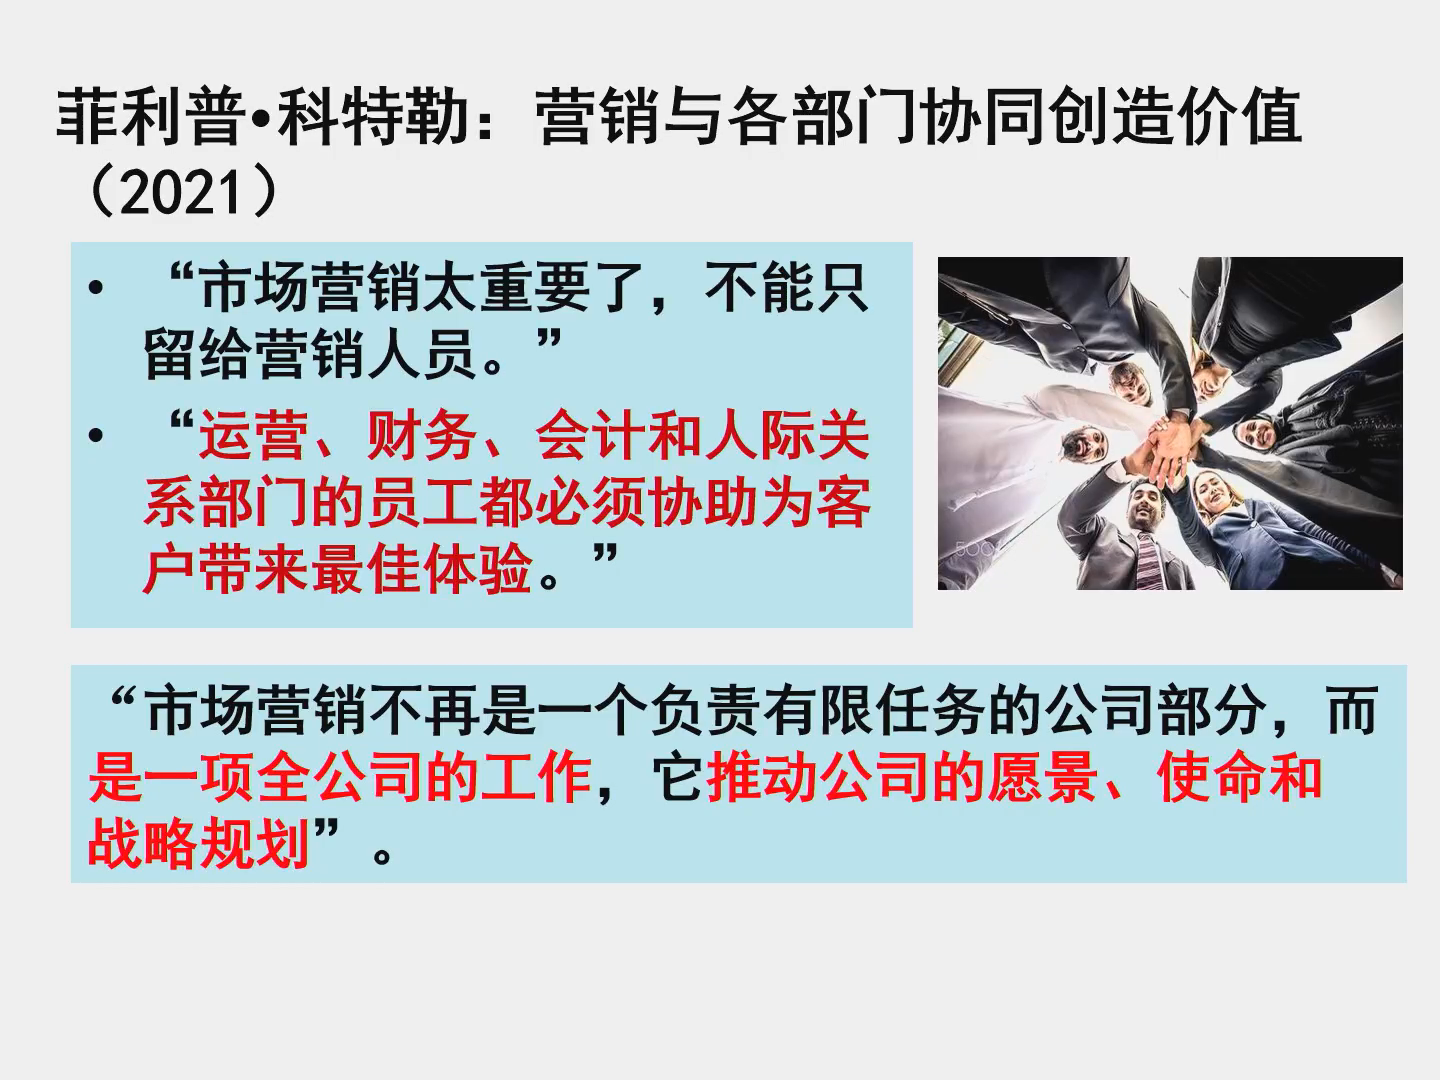 菲利普•科特勒：营销与各部门协同创造价值
（2021）
• “市场营销太重要了，不能只
留给营销人员。”
• “运营、财务、会计和人际关
系部门的员工都必须协助为客
户带来最佳体验。”
“市场营销不再是一个负责有限任务的公司部分，而
是一项全公司的工作，它推动公司的愿景、使命和
战略规划”。